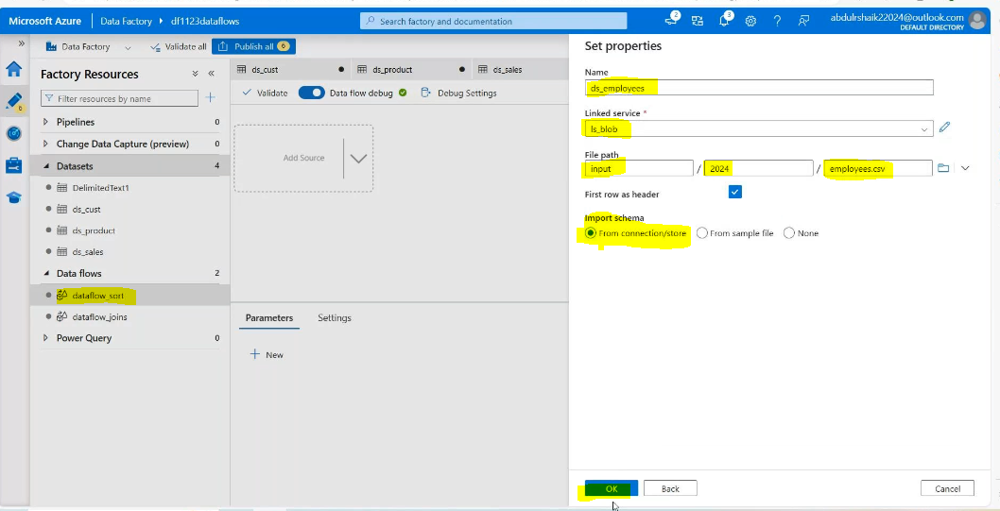 Microsoft Azure
Data Factory
df1123dataflows
Search factory and documentation
2
3
abdulrshaik22024@outlook.com
DEFAULT DIRECTORY
Data Factory
Validate all
Publish all
6
Factory Resources
Filter resources by name
Pipelines 0
Change Data Capture (preview) 0
Datasets 4
DelimitedText1
ds_cust
ds_product
ds_sales
Data flows 2
dataflow_sort
dataflow_joins
Power Query 0
6
ds_cust
ds_product
ds_sales
Validate
Data flow debug
Debug Settings
Add Source
Parameters
Settings
New
Set properties
Name
ds_employees
Linked service *
ls_blob
File path
input / 2024 / employees.csv
First row as header
Import schema
From connection/store
From sample file
None
OK
Back
Cancel